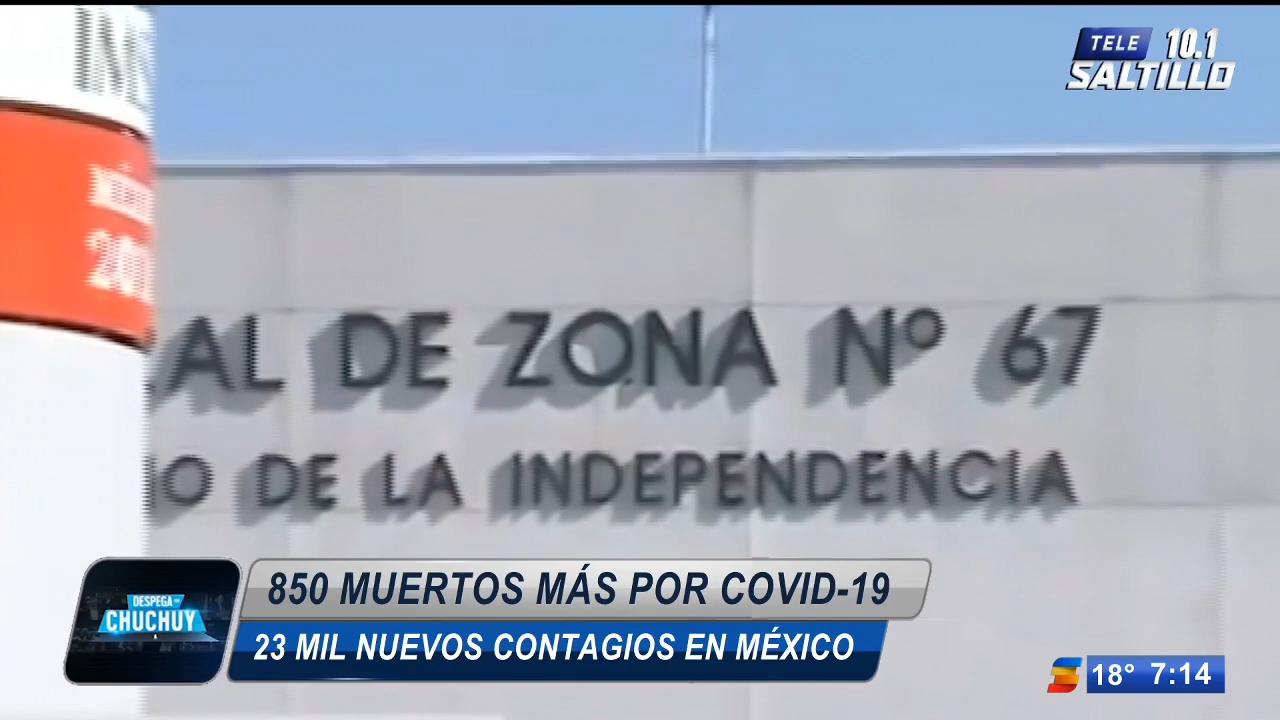 TELE 10.1
SALTILLO
AL DE ZONA Nº 67
IO DE LA INDEPENDENCIA
850 MUERTOS MÁS POR COVID-19
DESPEGA
CHUCHUY
23 MIL NUEVOS CONTAGIOS EN MÉXICO
18° 7:14